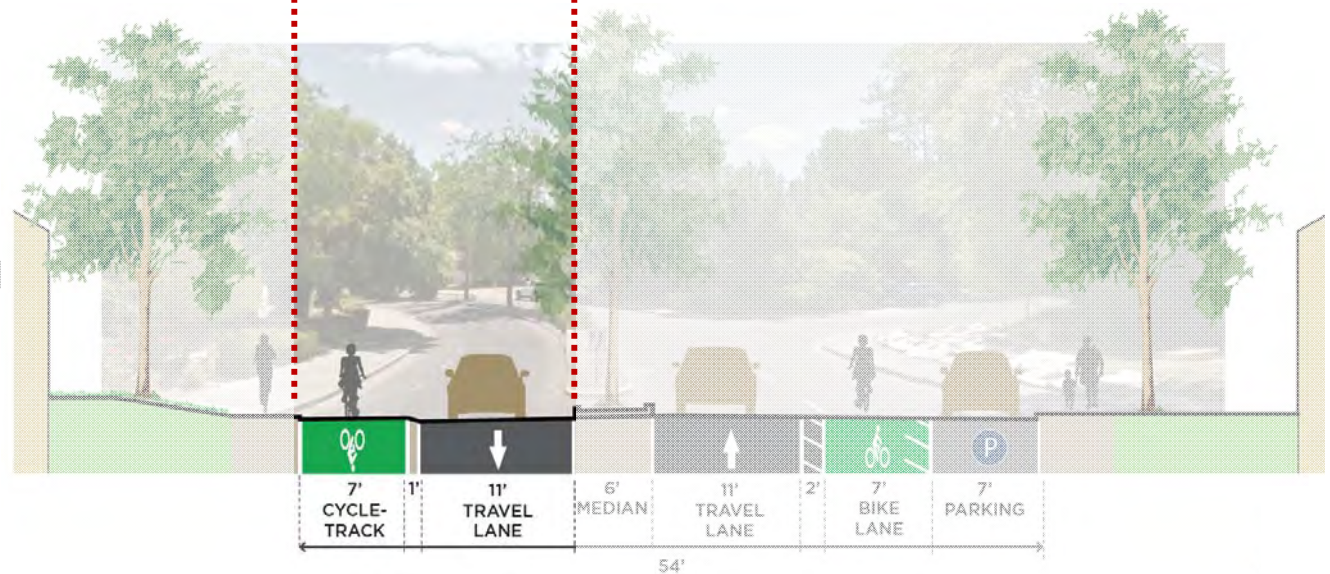 7' 1' 11' 6' 11' 2' 7' 7'
CYCLE- TRAVEL MEDIAN TRAVEL BIKE PARKING
TRACK LANE LANE LANE
54'
P